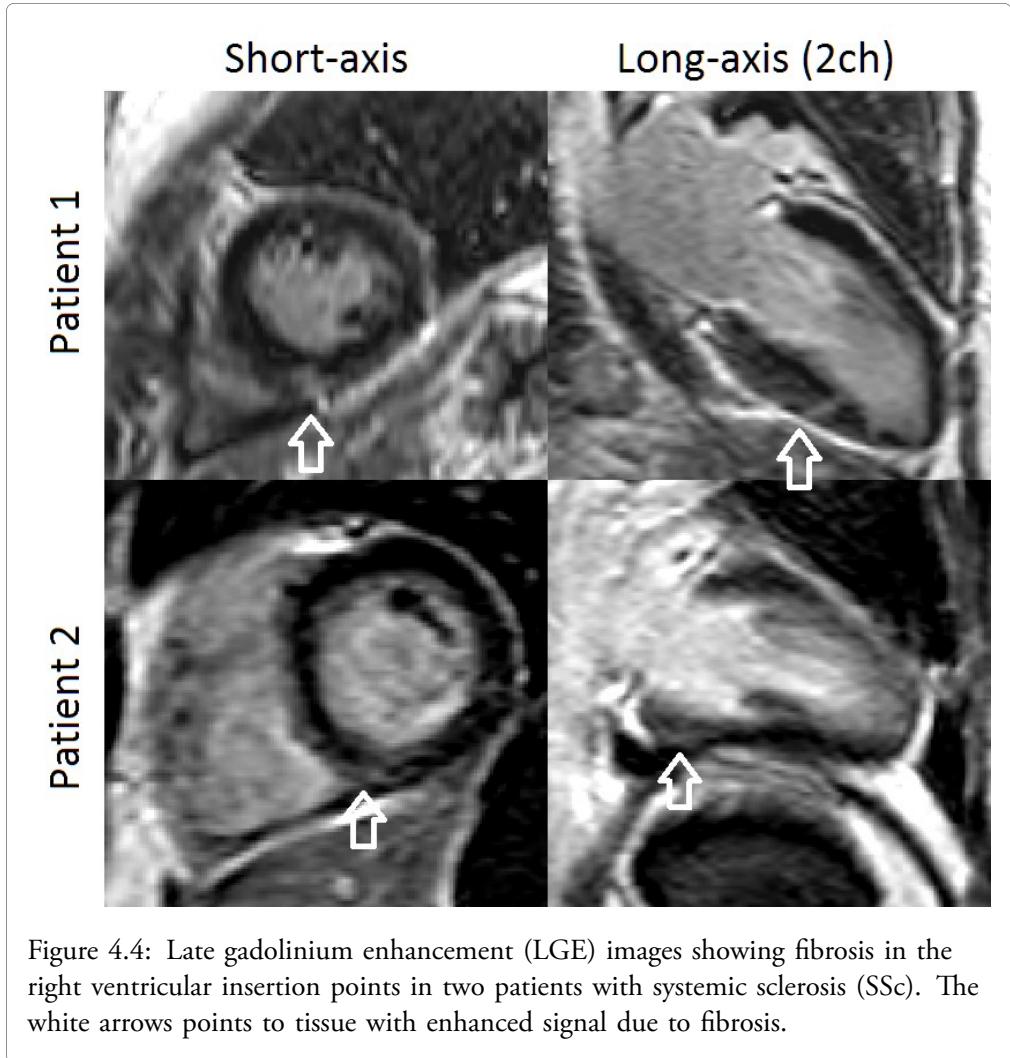 Short-axis
Long-axis (2ch)
Patient 1
Patient 2
Figure 4.4: Late gadolinium enhancement (LGE) images showing fibrosis in the
right ventricular insertion points in two patients with systemic sclerosis (SSc). The
white arrows points to tissue with enhanced signal due to fibrosis.